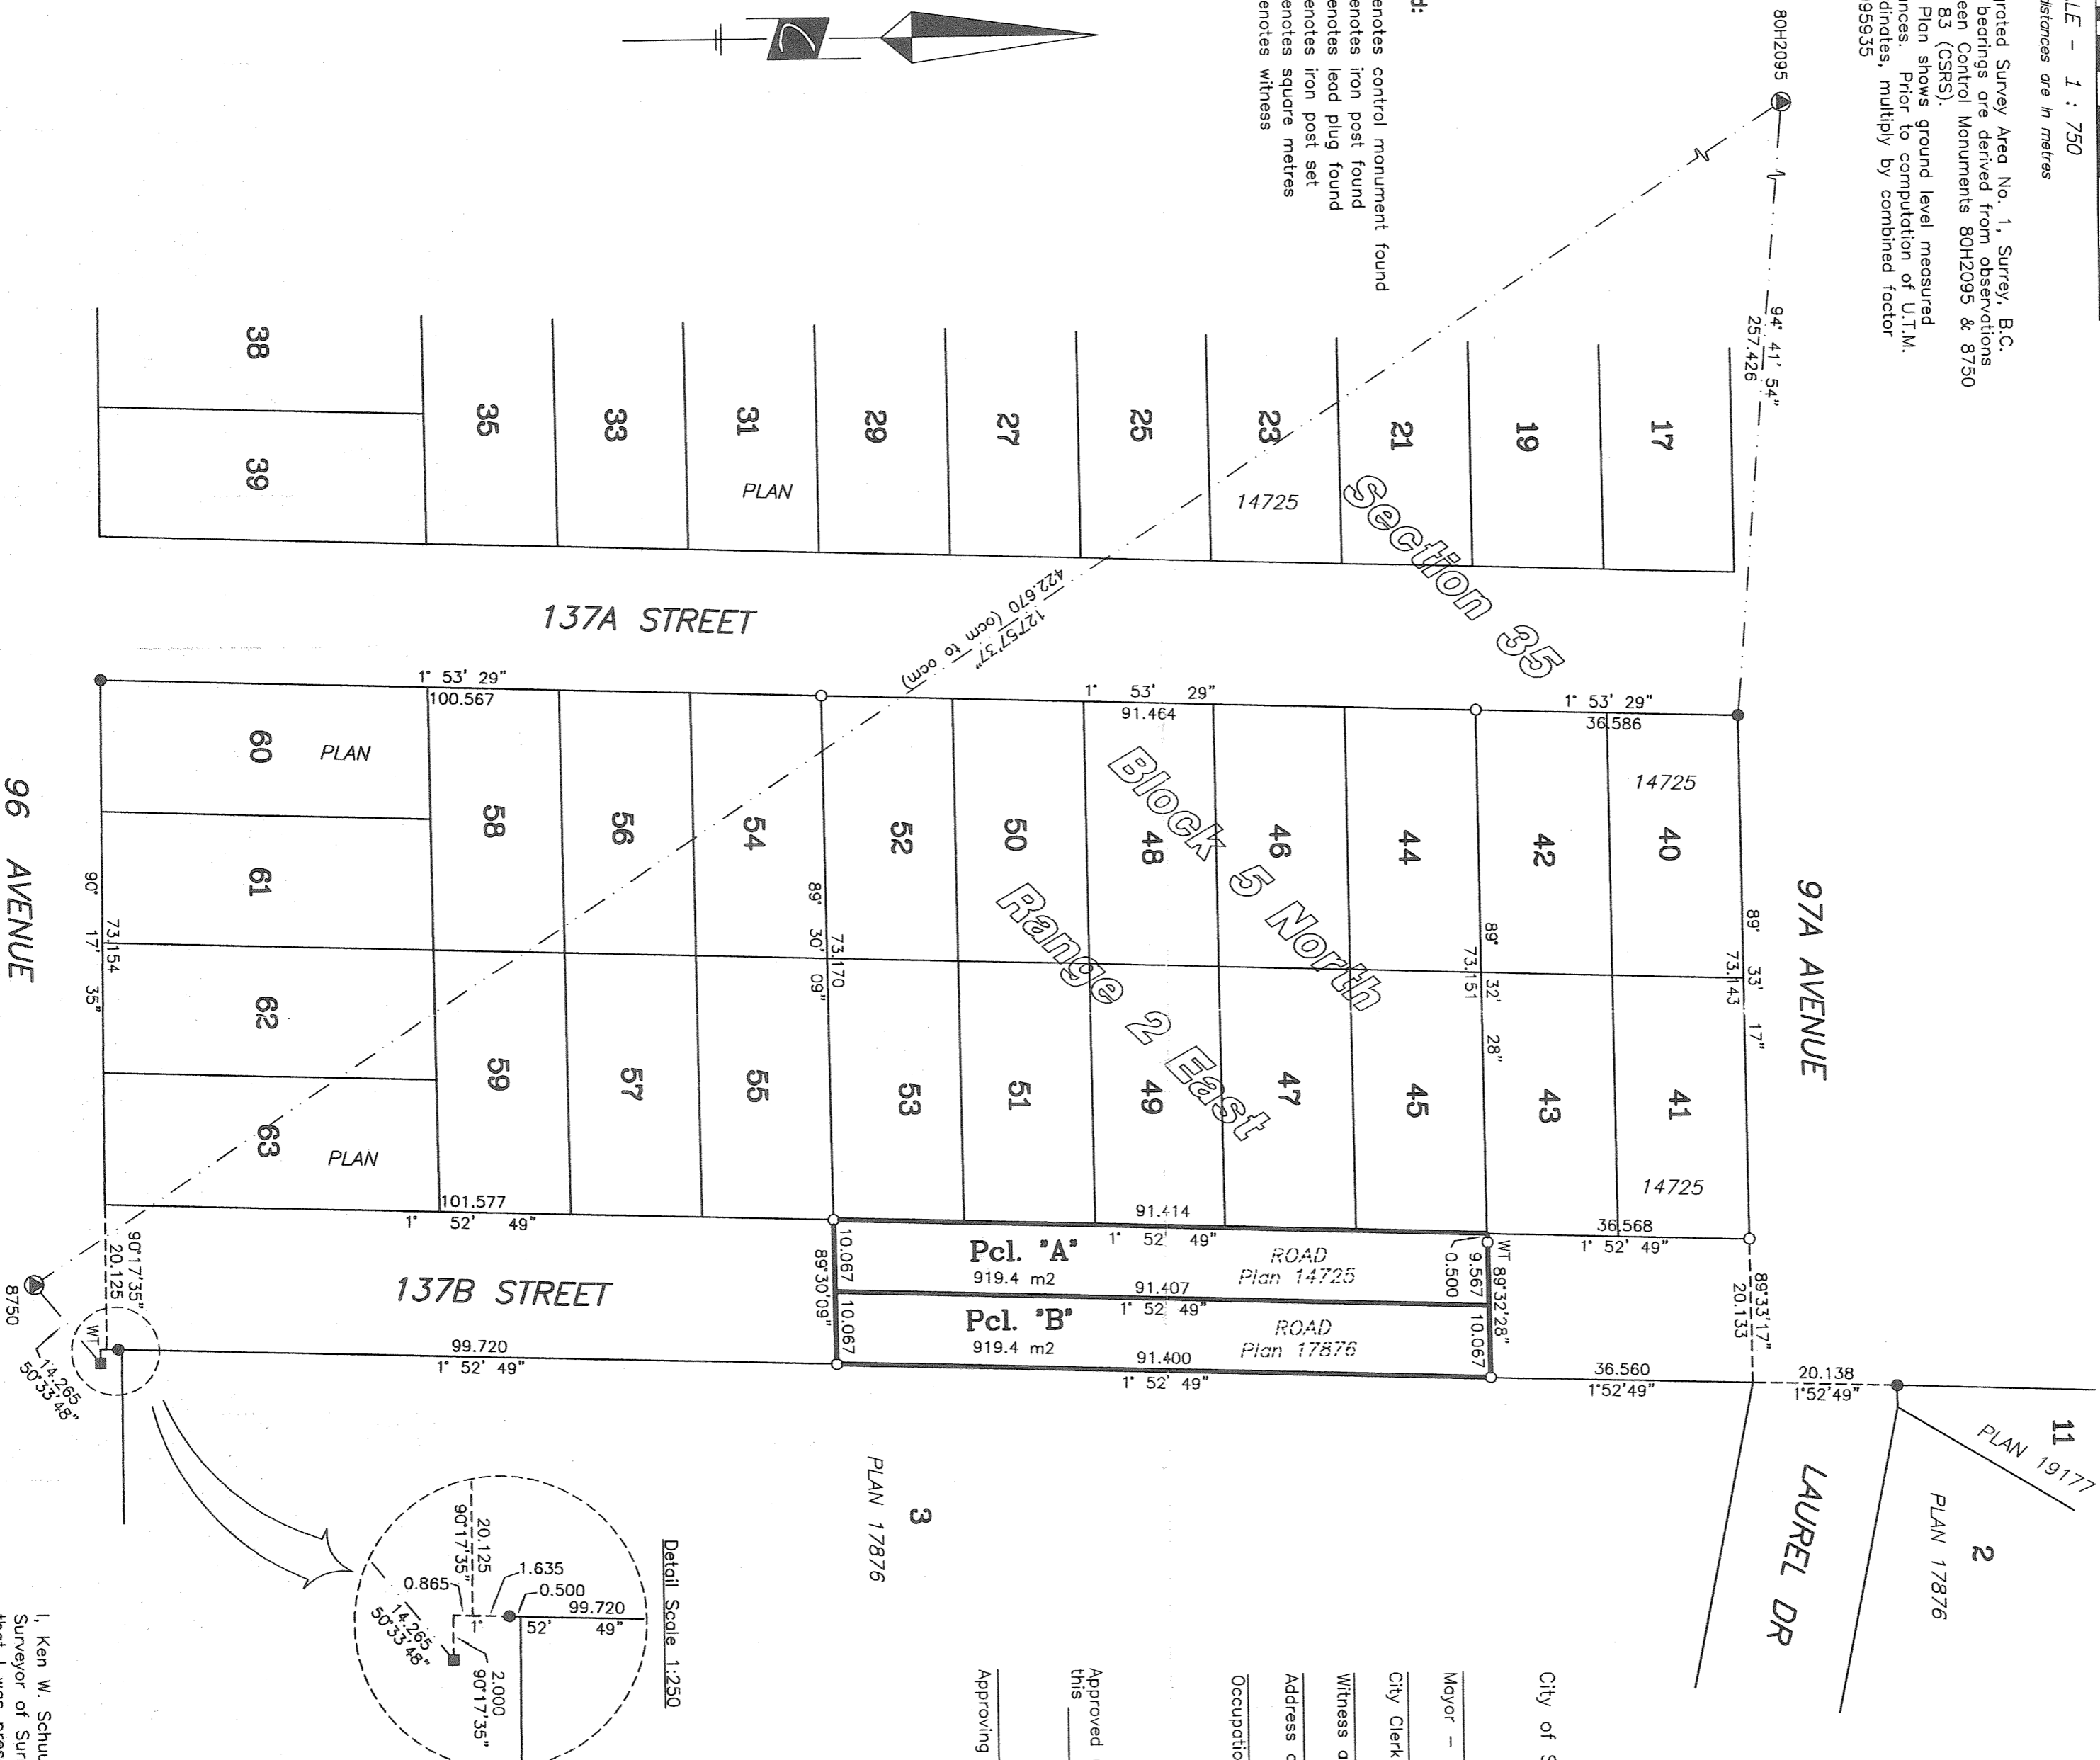 LE - 1 : 750
distances are in metres
grated Survey Area No. 1, Surrey, B.C.
bearings are derived from observations
een Control Monuments 80H2095 & 8750
83 (CSRS).
Plan shows ground level measured
nces. Prior to computation of U.T.M.
dinates, multiply by combined factor
95935
d:
enotes control monument found
enotes iron post found
enotes lead plug found
enotes iron post set
enotes square metres
enotes witness
80H2095
94° 41' 54"
257.426
17
19
21
23
25
27
29
31
33
35
38
39
PLAN
14725
Section 35
137A STREET
127°57'37"
422.670 (ocm to ocm)
1° 53' 29"
100.567
1° 53' 29"
91.464
1° 53' 29"
36.586
14725
40
42
44
46
48
50
52
54
56
58
60
PLAN
61
Block 5 North
Range 2 East
97A AVENUE
89° 33' 17"
73.143
89° 32' 28"
73.151
89° 30' 09"
73.170
90° 17' 35"
73.154
96 AVENUE
41
43
45
47
49
51
53
55
57
59
62
63
PLAN
14725
101.577
1° 52' 49"
91.414
1° 52' 49"
36.568
1° 52' 49"
Pcl. "A"
919.4 m2
ROAD
Plan 14725
91.407
1° 52' 49"
Pcl. "B"
919.4 m2
ROAD
Plan 17876
91.400
1° 52' 49"
10.067
10.067
89°30'09"
WT
0.500
9.567
10.067
89°32'28"
89°33'17"
20.133
36.560
1°52'49"
20.138
1°52'49"
137B STREET
99.720
1° 52' 49"
90°17'35"
20.125
WT
8750
14.265
50°33'48"
11
PLAN 19177
2
PLAN 17876
LAUREL DR
3
PLAN 17876
Detail Scale 1:250
20.125
90°17'35"
1.635
0.865
0.500
99.720
1° 52' 49"
14.265
50°33'48"
2.000
90°17'35"
City of S
Mayor -
City Clerk
Witness a
Address o
Occupatio
Approved
this
Approving
I, Ken W. Schuu
Surveyor of Sur
that I was pres